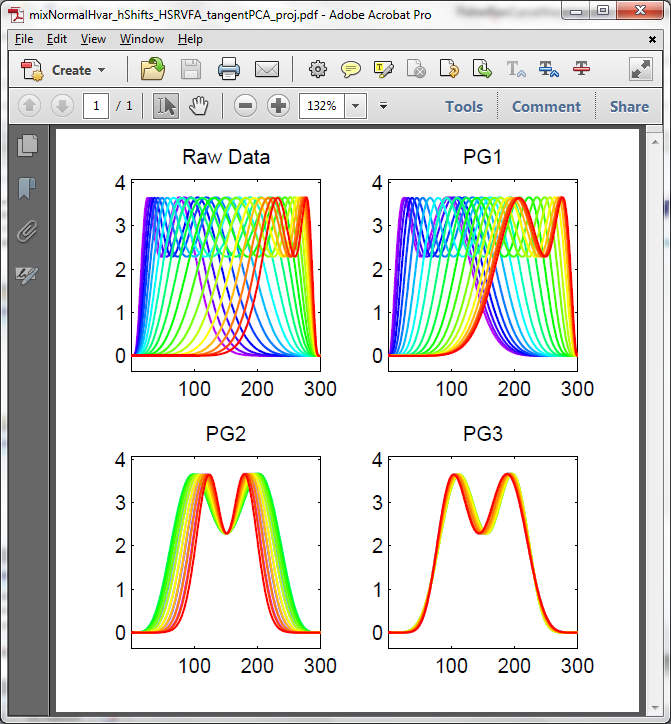 mixNormalHvar_hShifts_HSRVFA_tangentPCA_proj.pdf - Adobe Acrobat Pro
File Edit View Window Help
Create
1 / 1 132% Tools Comment Share
Raw Data PG1
4 4
3 3
2 2
1 1
0 0
100 200 300 100 200 300
PG2 PG3
4 4
3 3
2 2
1 1
0 0
100 200 300 100 200 300